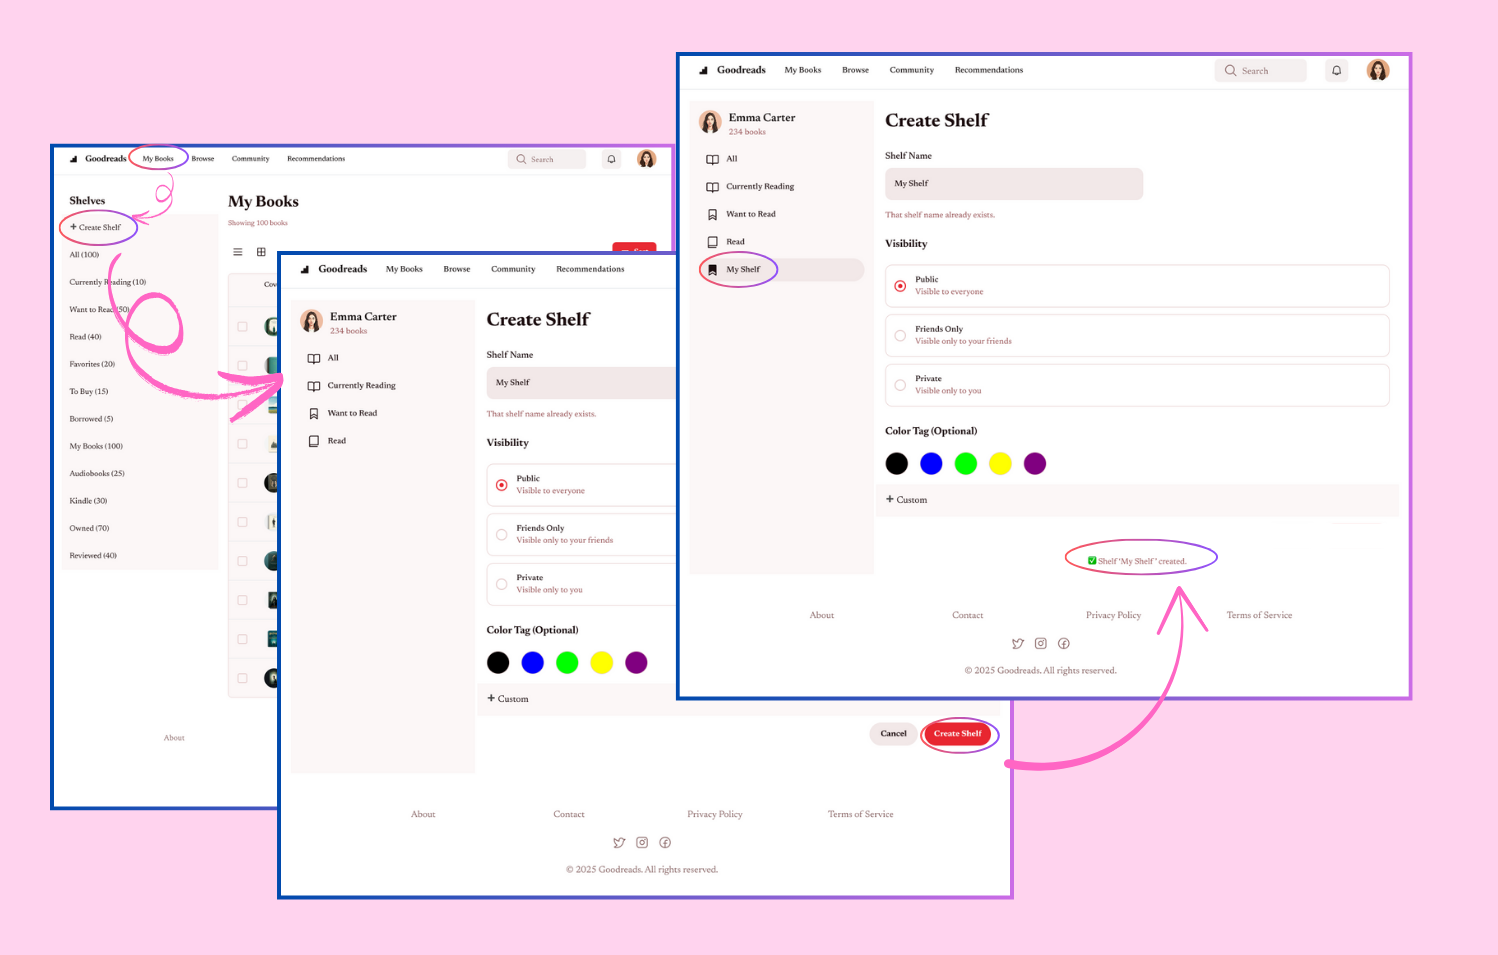 Goodreads My Books Browse Community Recommendations Search
Shelves
+ Create Shelf
All (100)
Currently Reading (10)
Want to Read (50)
Read (40)
Favorites (20)
To Buy (15)
Borrowed (5)
My Books (100)
Audiobooks (25)
Kindle (30)
Owned (70)
Reviewed (40)
My Books
Showing 100 books
About
Goodreads My Books Browse Community Recommendations
Emma Carter
234 books
All
Currently Reading
Want to Read
Read
Create Shelf
Shelf Name
My Shelf
That shelf name already exists.
Visibility
Public
Visible to everyone
Friends Only
Visible only to your friends
Private
Visible only to you
Color Tag (Optional)
+ Custom
Cancel Create Shelf
About Contact Privacy Policy Terms of Service
© 2025 Goodreads. All rights reserved.
Goodreads My Books Browse Community Recommendations Search
Emma Carter
234 books
All
Currently Reading
Want to Read
Read
My Shelf
Create Shelf
Shelf Name
My Shelf
That shelf name already exists.
Visibility
Public
Visible to everyone
Friends Only
Visible only to your friends
Private
Visible only to you
Color Tag (Optional)
+ Custom
✅ Shelf "My Shelf" created.
About Contact Privacy Policy Terms of Service
© 2025 Goodreads. All rights reserved.